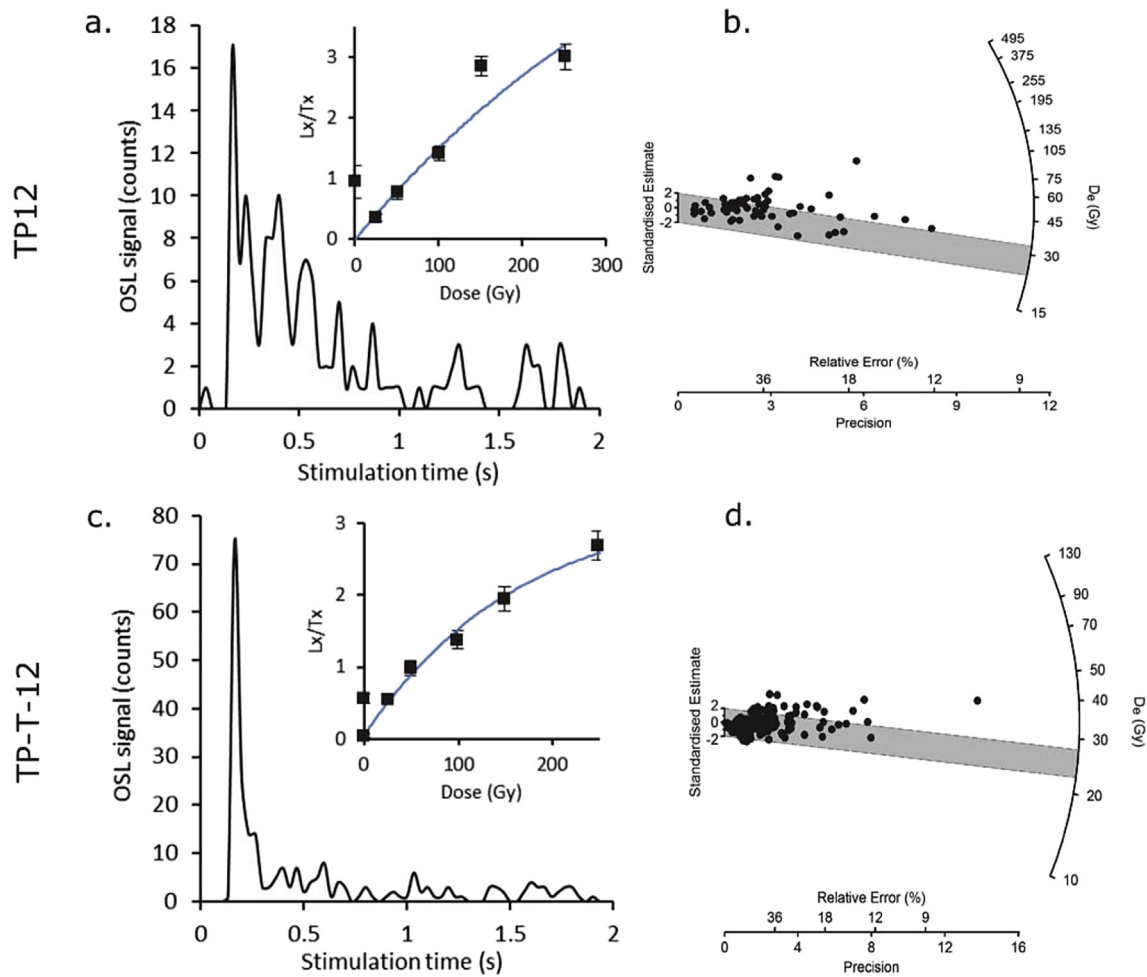 TP12
a.
OSL signal (counts)
18
16
14
12
10
8
6
4
2
0
0 0.5 1 1.5 2
Stimulation time (s)
Lx/Tx
3
2
1
0
0 100 200 300
Dose (Gy)
b.
Standardised Estimate
2
0
-2
495
375
255
195
135
105
75
60
45
30
15
De (Gy)
Relative Error (%)
36 18 12 9
0 3 6 9 12
Precision
TP-T-12
c.
OSL signal (counts)
80
70
60
50
40
30
20
10
0
0 0.5 1 1.5 2
Stimulation time (s)
Lx/Tx
3
2
1
0
0 100 200
Dose (Gy)
d.
Standardised Estimate
2
0
-2
130
90
70
50
40
30
20
10
De (Gy)
Relative Error (%)
36 18 12 9
0 4 8 12 16
Precision